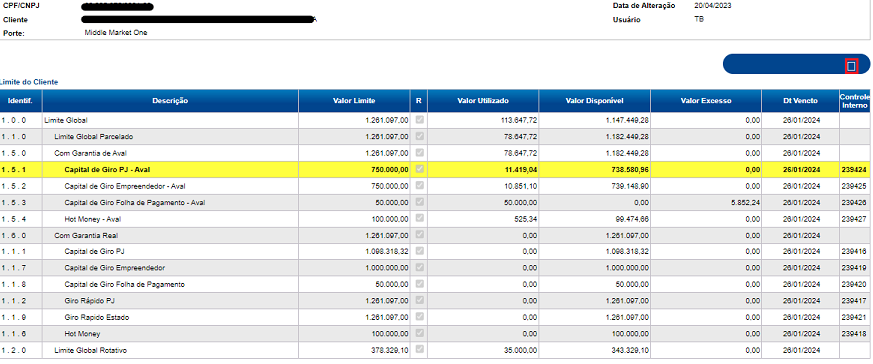 CPF/CNPJ Data de Alteração 20/04/2023
Cliente A Usuário TB
Porte: Middle Market One
Limite do Cliente
Identif. Descrição Valor Limite R Valor Utilizado Valor Disponível Valor Excesso Dt Vencto Controle Interno
1.0.0 Limite Global 1.261.097,00 113.647,72 1.147.449,28 0,00 26/01/2024
1.1.0 Limite Global Parcelado 1.261.097,00 78.647,72 1.182.449,28 0,00 26/01/2024
1.5.0 Com Garantia de Aval 1.261.097,00 78.647,72 1.182.449,28 0,00 26/01/2024
1.5.1 Capital de Giro PJ - Aval 750.000,00 11.419,04 738.580,96 0,00 26/01/2024 239424
1.5.2 Capital de Giro Empreendedor - Aval 750.000,00 10.851,10 739.148,90 0,00 26/01/2024 239425
1.5.3 Capital de Giro Folha de Pagamento - Aval 50.000,00 50.000,00 0,00 5.852,24 26/01/2024 239426
1.5.4 Hot Money - Aval 100.000,00 525,34 99.474,66 0,00 26/01/2024 239427
1.6.0 Com Garantia Real 1.261.097,00 0,00 1.261.097,00 0,00 26/01/2024
1.1.1 Capital de Giro PJ 1.098.318,32 0,00 1.098.318,32 0,00 26/01/2024 239416
1.1.7 Capital de Giro Empreendedor 1.000.000,00 0,00 1.000.000,00 0,00 26/01/2024 239419
1.1.8 Capital de Giro Folha de Pagamento 50.000,00 0,00 50.000,00 0,00 26/01/2024 239420
1.1.2 Giro Rápido PJ 1.261.097,00 0,00 1.261.097,00 0,00 26/01/2024 239417
1.1.9 Giro Rapido Estado 1.261.097,00 0,00 1.261.097,00 0,00 26/01/2024 239421
1.1.6 Hot Money 100.000,00 0,00 100.000,00 0,00 26/01/2024 239418
1.2.0 Limite Global Rotativo 378.329,10 35.000,00 343.329,10 0,00 26/01/2024